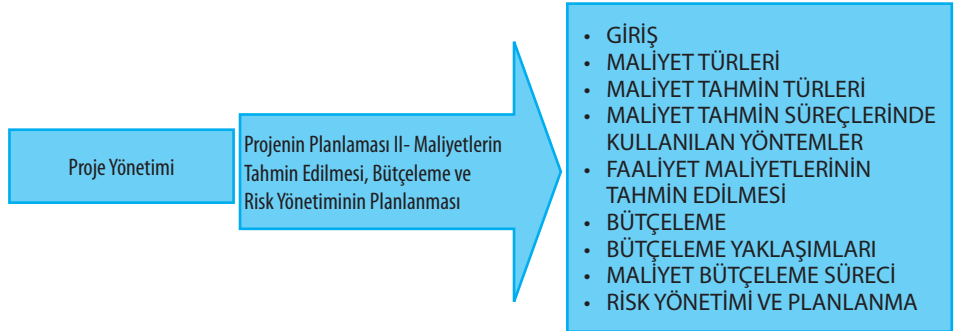 Proje Yönetimi
Projenin Planlaması II- Maliyetlerin
Tahmin Edilmesi, Bütçeleme ve
Risk Yönetiminin Planlanması
• GİRİŞ
• MALİYET TÜRLERİ
• MALİYET TAHMİN TÜRLERİ
• MALİYET TAHMİN SÜREÇLERİNDE
KULLANILAN YÖNTEMLER
• FAALİYET MALİYETLERİNİN
TAHMİN EDİLMESİ
• BÜTÇELEME
• BÜTÇELEME YAKLAŞIMLARI
• MALİYET BÜTÇELEME SÜRECİ
• RİSK YÖNETİMİ VE PLANLANMA